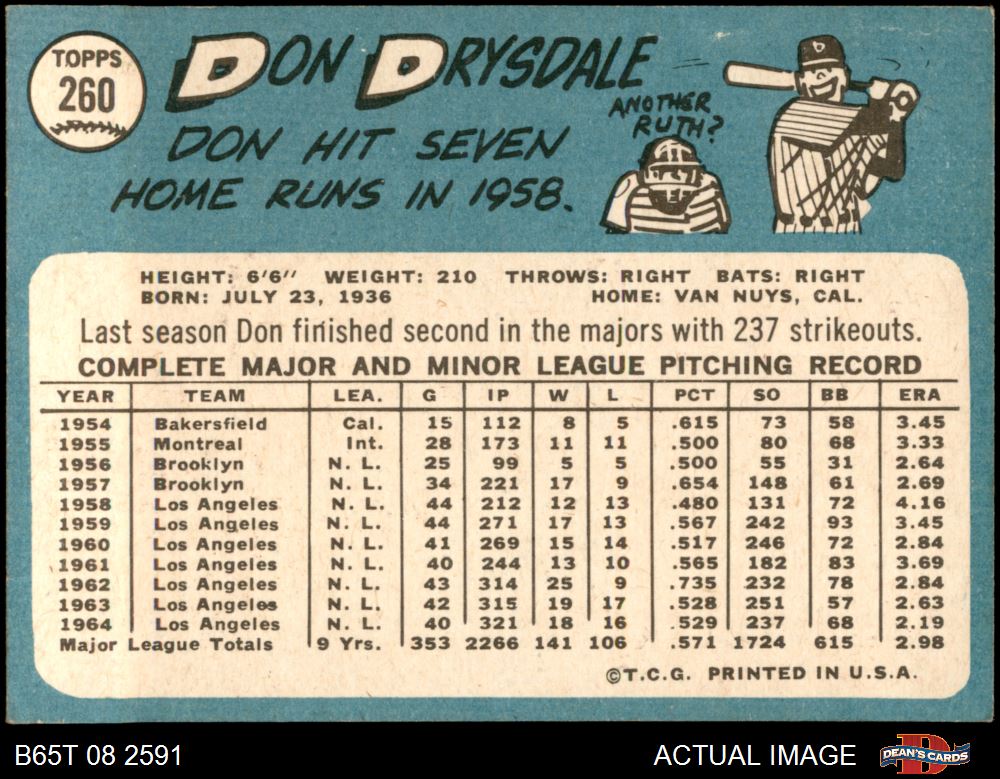 TOPPS
260
DON DRYSDALE
DON HIT SEVEN
HOME RUNS IN 1958.
ANOTHER
RUTH?
HEIGHT: 6'6" WEIGHT: 210 THROWS: RIGHT BATS: RIGHT
BORN: JULY 23, 1936 HOME: VAN NUYS, CAL.
Last season Don finished second in the majors with 237 strikeouts.
COMPLETE MAJOR AND MINOR LEAGUE PITCHING RECORD
YEAR TEAM LEA. G IP W L PCT SO BB ERA
1954 Bakersfield Cal. 15 112 8 5 .615 73 58 3.45
1955 Montreal Int. 28 173 11 11 .500 80 68 3.33
1956 Brooklyn N. L. 25 99 5 5 .500 55 31 2.64
1957 Brooklyn N. L. 34 221 17 9 .654 148 61 2.69
1958 Los Angeles N. L. 44 212 12 13 .480 131 72 4.16
1959 Los Angeles N. L. 44 271 17 13 .567 242 93 3.45
1960 Los Angeles N. L. 41 269 15 14 .517 246 72 2.84
1961 Los Angeles N. L. 40 244 13 10 .565 182 83 3.69
1962 Los Angeles N. L. 43 314 25 9 .735 232 78 2.84
1963 Los Angeles N. L. 42 315 19 17 .528 251 57 2.63
1964 Los Angeles N. L. 40 321 18 16 .529 237 68 2.19
Major League Totals 9 Yrs. 353 2266 141 106 .571 1724 615 2.98
©T.C.G. PRINTED IN U.S.A.
B65T 08 2591 ACTUAL IMAGE DEAN'S CARDS